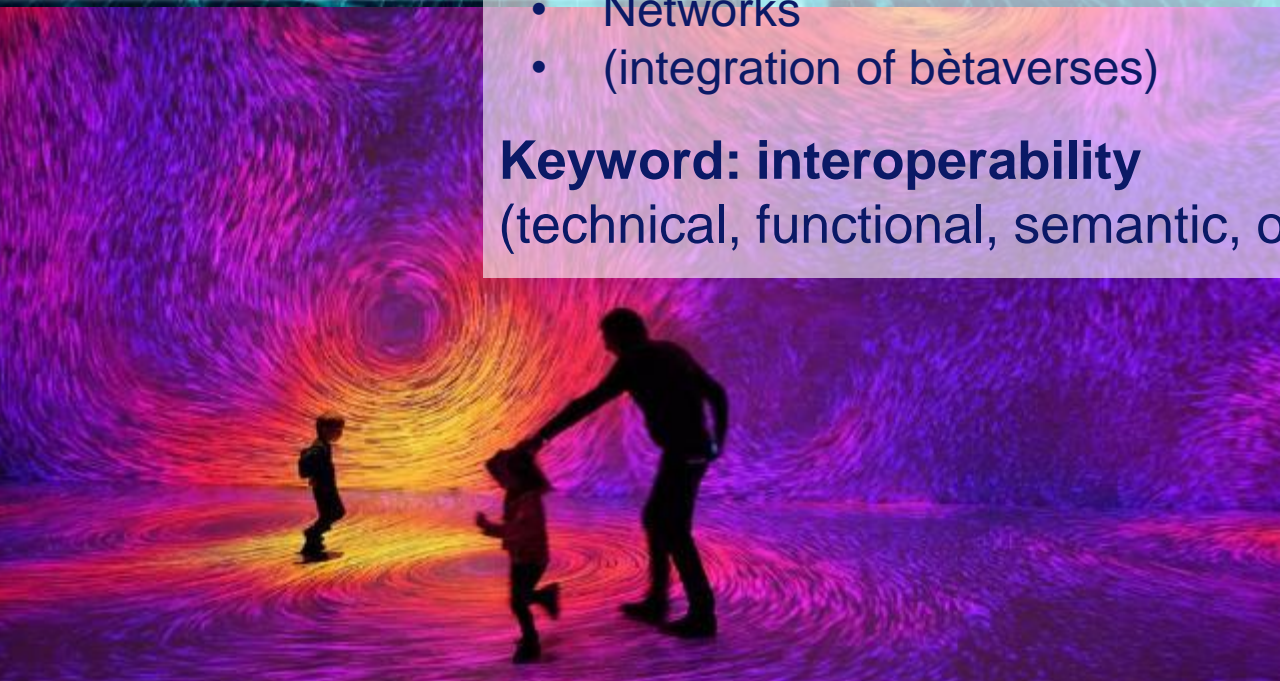 • Networks
• (integration of bètaverses)
Keyword: interoperability
(technical, functional, semantic,